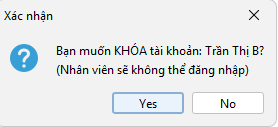 Xác nhận
Bạn muốn KHÓA tài khoản: Trần Thị B?
(Nhân viên sẽ không thể đăng nhập)
Yes
No